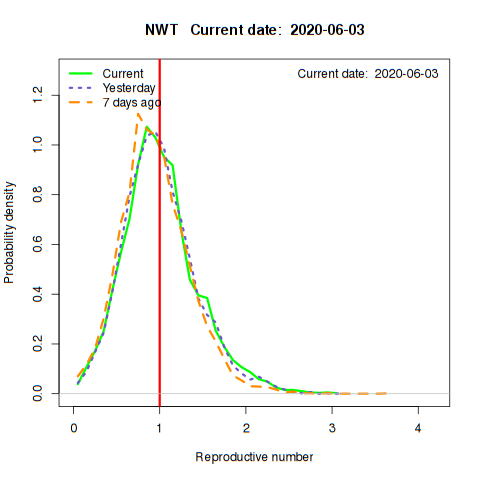 NWT Current date: 2020-06-03
Current
Current date: 2020-06-03
Yesterday
7 days ago
Probability density
0.0
0.2
0.4
0.6
0.8
1.0
1.2
0
1
2
3
4
Reproductive number